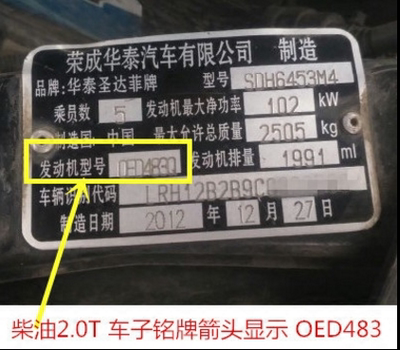 荣成华泰汽车有限公司 制造
品牌:华泰圣达菲牌 型号 SDH6453M4
乘员数 5 发动机最大净功率 102 kW
制造国 中国 最大允许总质量 2505 kg
发动机型号 OED483Q 发动机排量 1991 ml
车辆识别代码 LRH12B2B9C0
制造日期 2012 年 12 月 27 日
柴油2.0T 车子铭牌箭头显示 OED483